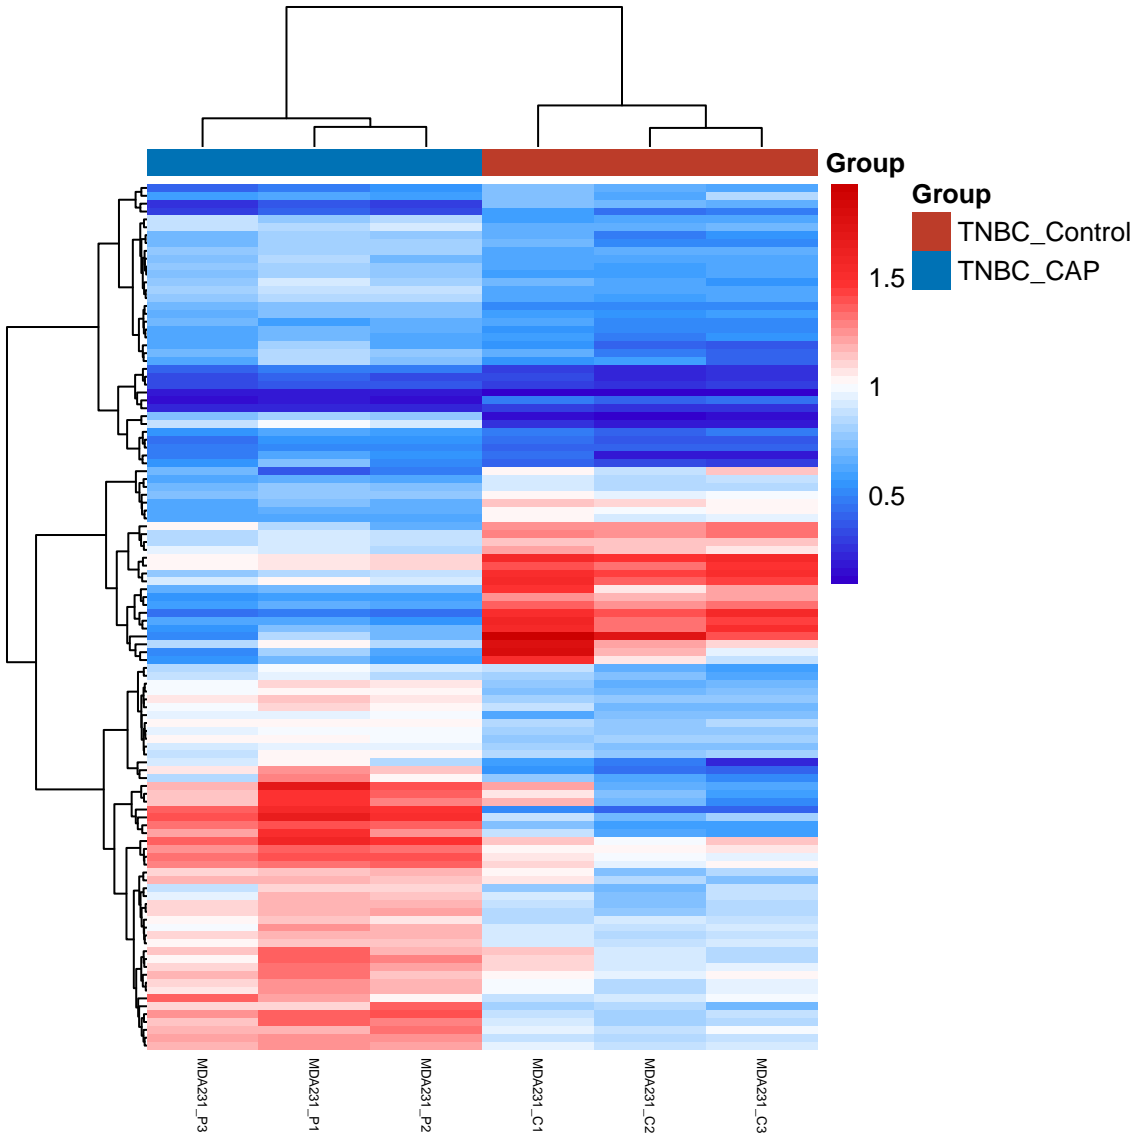 Group
Group
TNBC_Control
TNBC_CAP
1.5
1
0.5
MDA231_P3
MDA231_P1
MDA231_P2
MDA231_C1
MDA231_C2
MDA231_C3